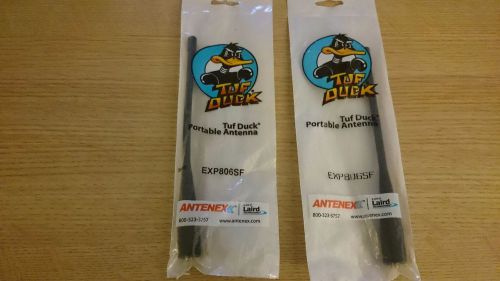 TUF
DUCK
Tuf Duck®
Portable Antenna
EXP806SF
ANTENEX
Laird
800-323-3757
www.antenex.com
TUF
DUCK
Tuf Duck®
Portable Antenna
EXP806SF
ANTENEX
Laird
800-323-3757
www.antenex.com